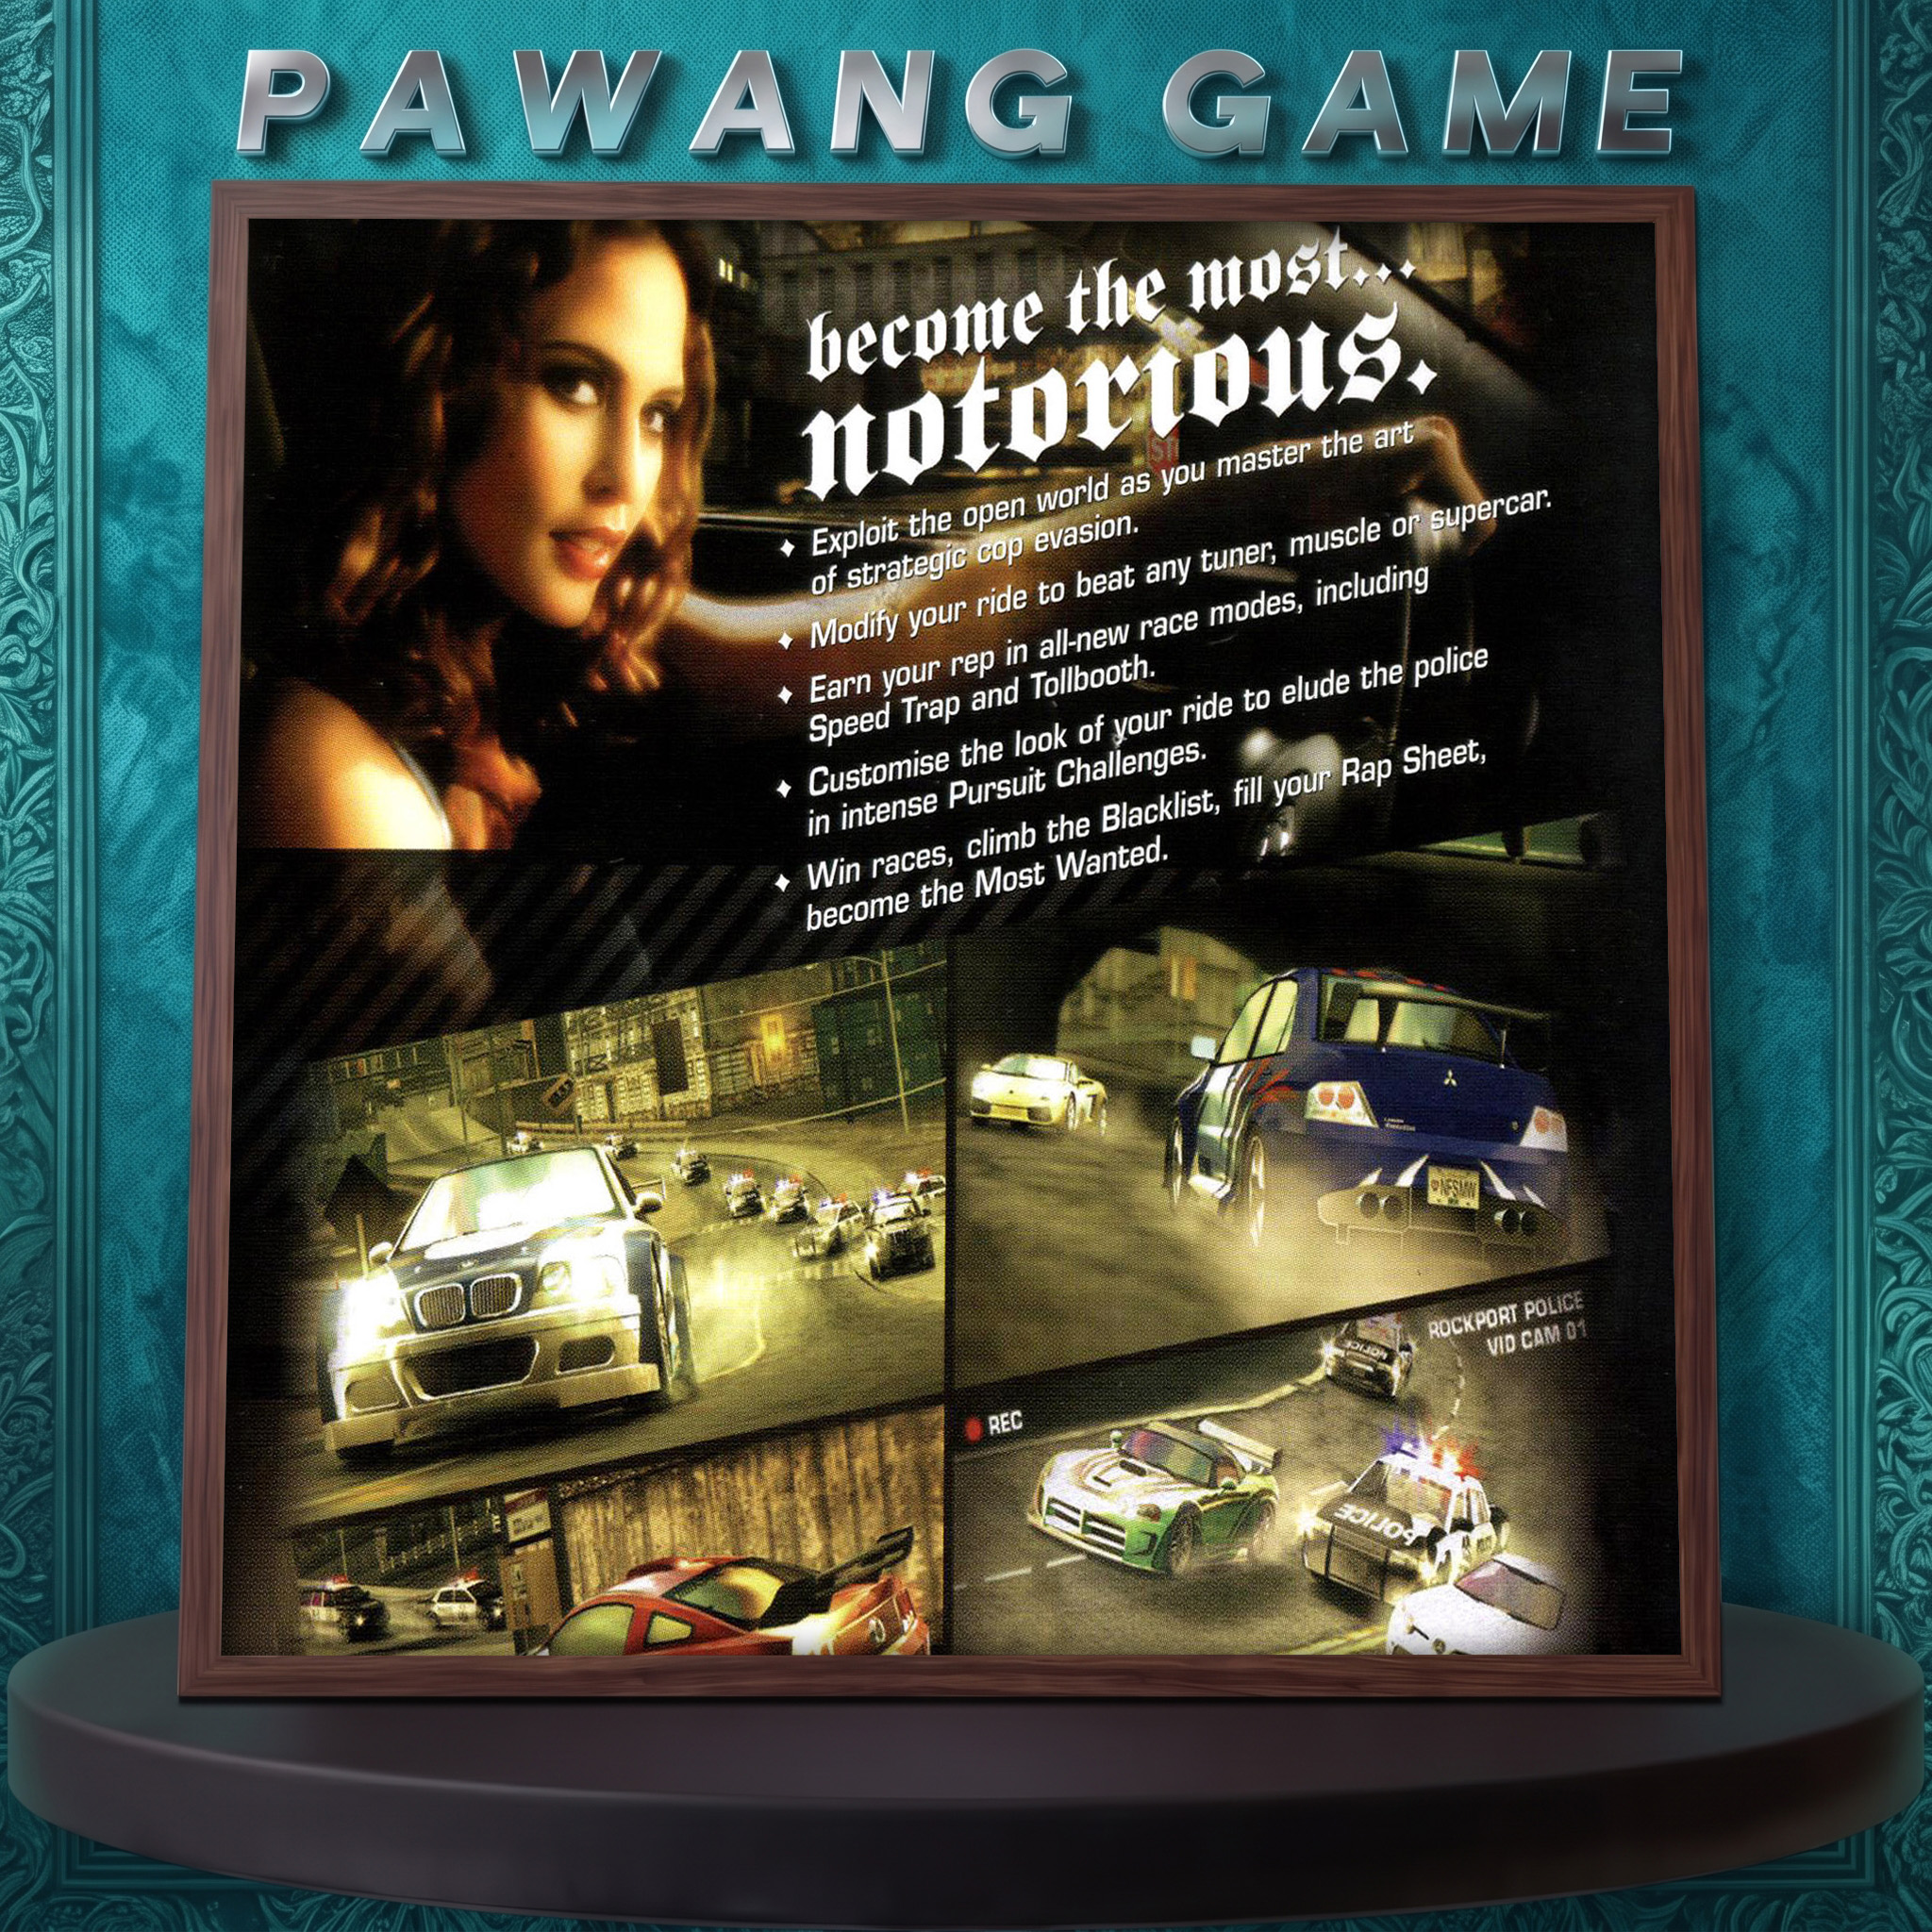 PAWANG GAME
become the most...
notorious.
Exploit the open world as you master the art
of strategic cop evasion.
Modify your ride to beat any tuner, muscle or supercar.
Earn your rep in all-new race modes, including
Speed Trap and Tollbooth.
Customise the look of your ride to elude the police
in intense Pursuit Challenges.
Win races, climb the Blacklist, fill your Rap Sheet,
become the Most Wanted.
NFSMW
ROCKPORT POLICE
VID CAM 01
REC
POLICE
POLICE